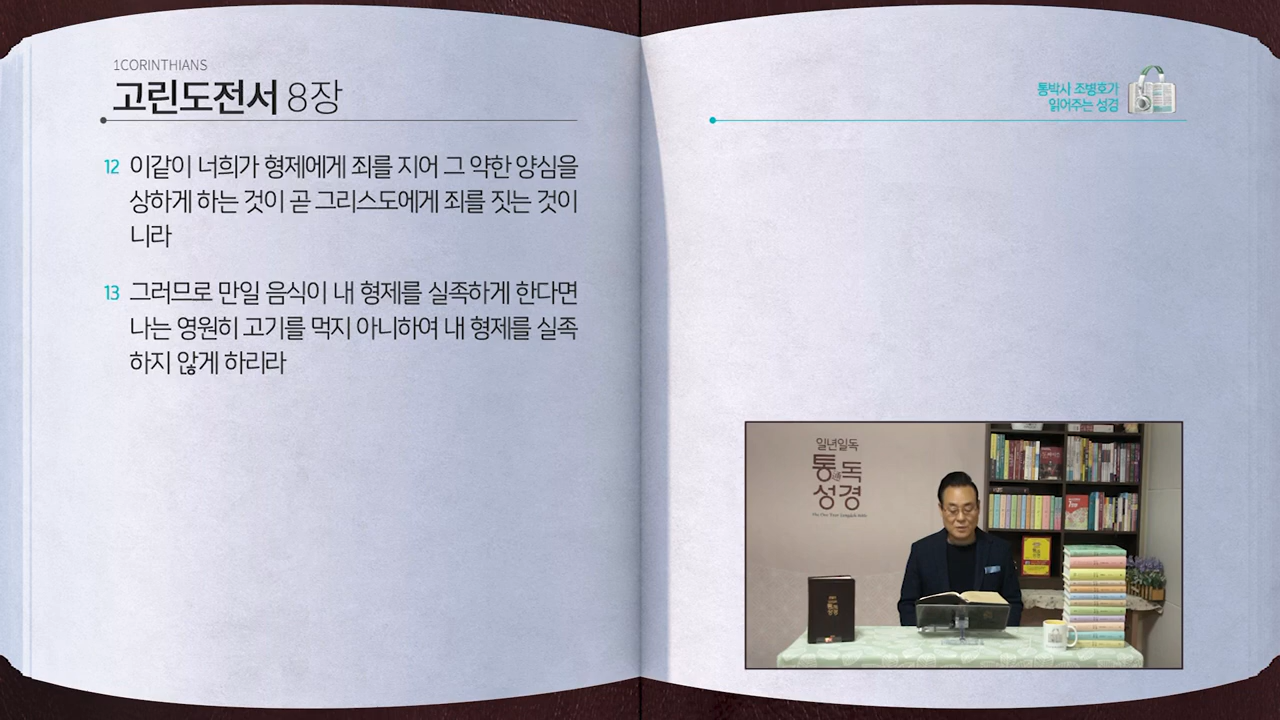 1CORINTHIANS
고린도전서 8장
12 이같이 너희가 형제에게 죄를 지어 그 약한 양심을
상하게 하는 것이 곧 그리스도에게 죄를 짓는 것이
니라
13 그러므로 만일 음식이 내 형제를 실족하게 한다면
나는 영원히 고기를 먹지 아니하여 내 형제를 실족
하지 않게 하리라
통박사 조병호가
읽어주는 성경
일년일독
통독
성경